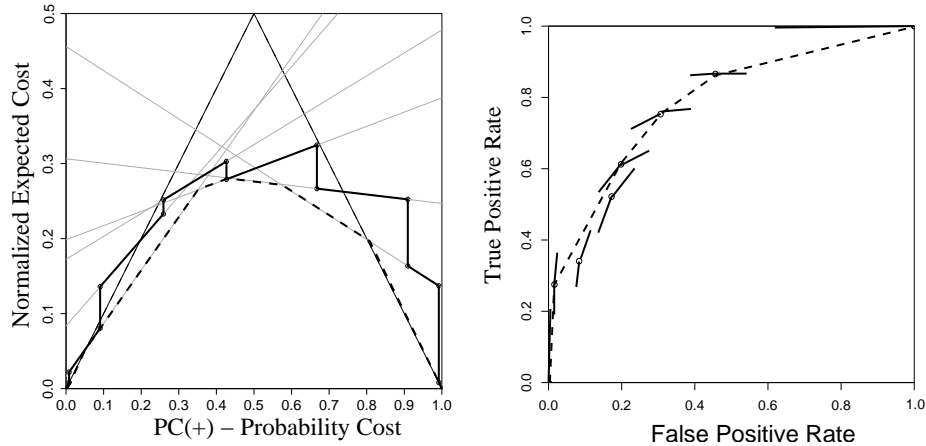 Normalized Expected Cost
0.5
0.4
0.3
0.2
0.1
0.0
0.0 0.1 0.2 0.3 0.4 0.5 0.6 0.7 0.8 0.9 1.0
PC(+) – Probability Cost
True Positive Rate
1.0
0.8
0.6
0.4
0.2
0.0
0.0 0.2 0.4 0.6 0.8 1.0
False Positive Rate